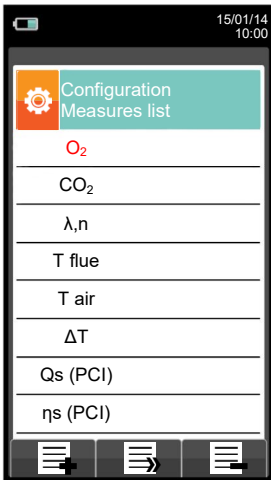 15/01/14
10:00
Configuration
Measures list
O₂
CO₂
λ,n
T flue
T air
ΔT
Qs (PCI)
ηs (PCI)